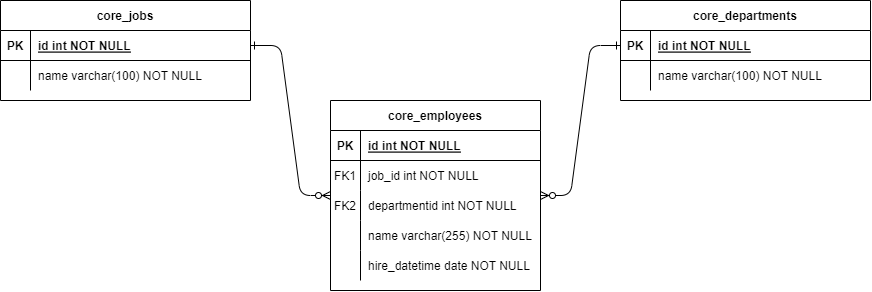 core_jobs
PK id int NOT NULL
name varchar(100) NOT NULL
core_departments
PK id int NOT NULL
name varchar(100) NOT NULL
core_employees
PK id int NOT NULL
FK1 job_id int NOT NULL
FK2 departmentid int NOT NULL
name varchar(255) NOT NULL
hire_datetime date NOT NULL